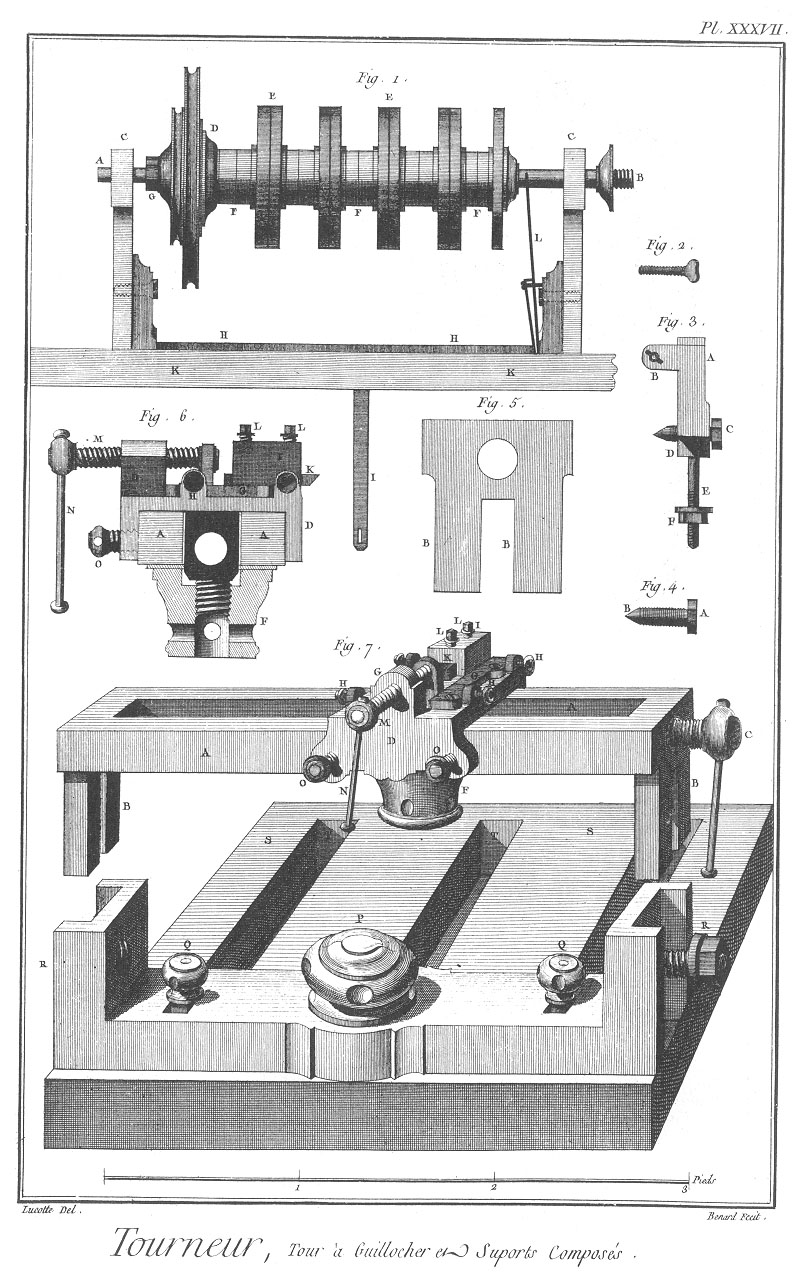 Pl. XXXVII.
Fig. 1.
E E
C D C
A B
G
F F F
L
H H
K K
I
Fig. 2.
Fig. 3.
A
B
C
D
E
F
Fig. 6.
L L
M
K
G
H
N
D
A A
O
F
Fig. 5.
B B
Fig. 4.
B A
Fig. 7.
L L I
K
G H
H H
A
M
D C
A
O O
B N F B
S T S
P
Q Q
R R
1 2 3 Pieds
Lucotte Del. Benard Fecit.
Tourneur, Tour à Guillocher et Suports Composés.